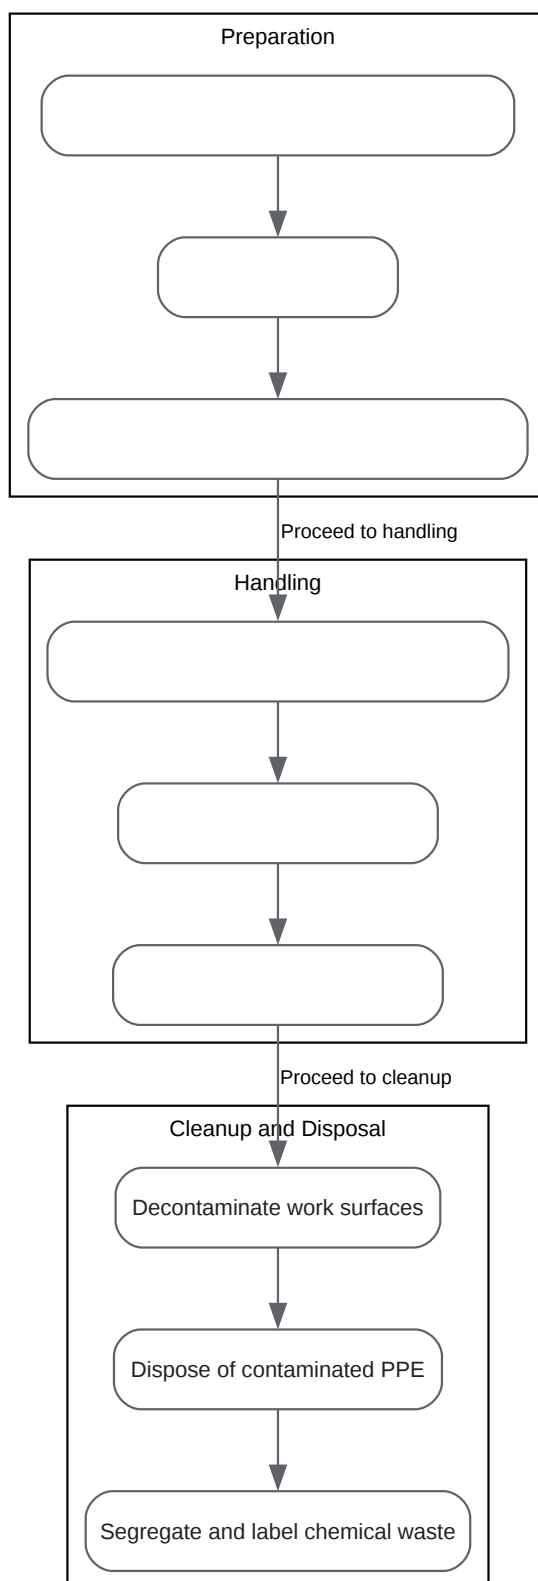 Preparation
Proceed to handling
Handling
Proceed to cleanup
Cleanup and Disposal
Decontaminate work surfaces
Dispose of contaminated PPE
Segregate and label chemical waste